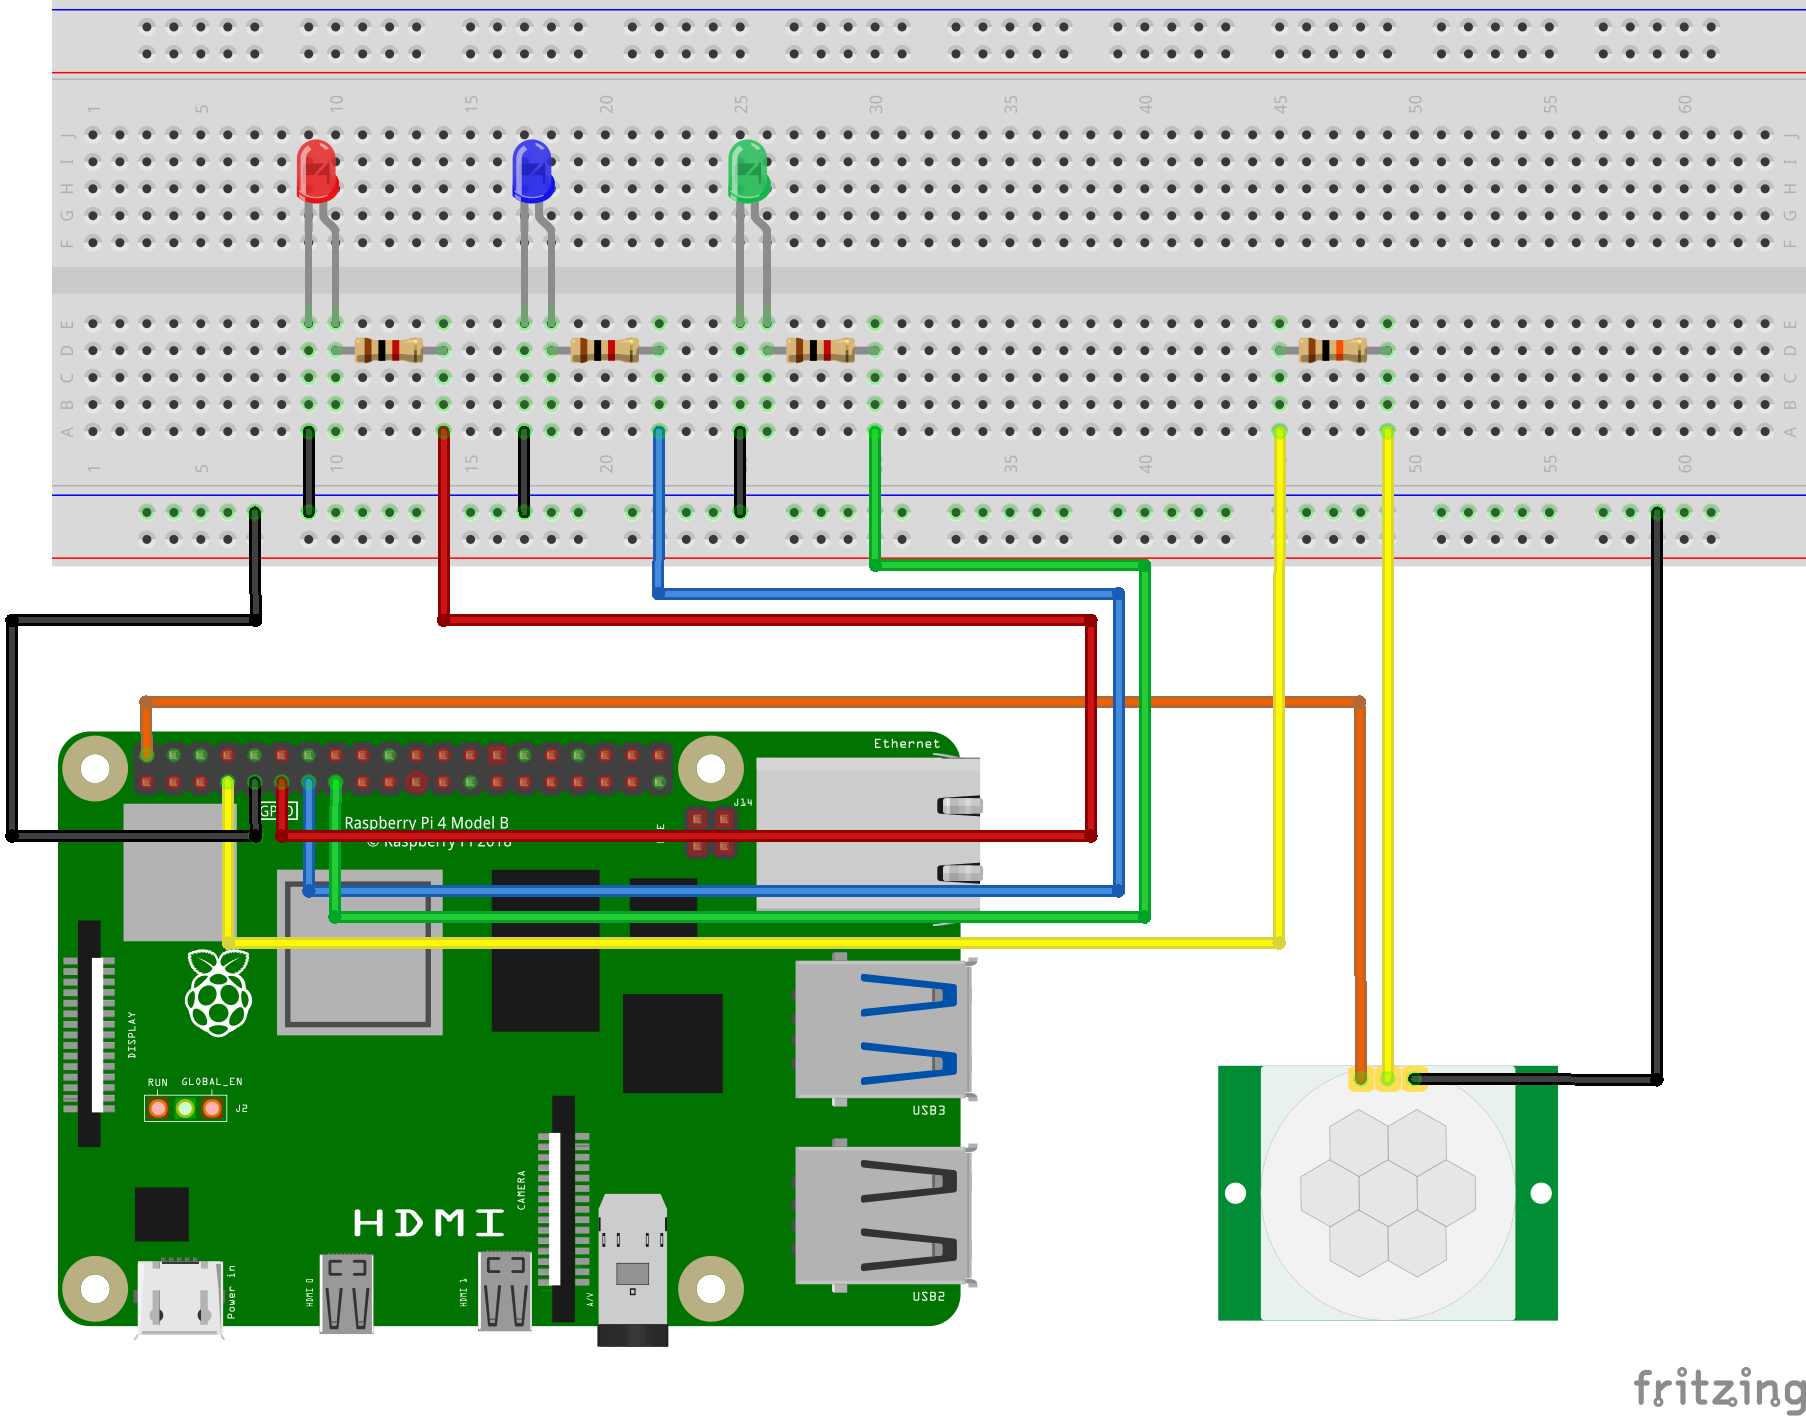 1 5 10 15 20 25 30 35 40 45 50 55 60
J J
I I
H H
G G
F F
E E
D D
C C
B B
A A
1 5 10 15 20 35 40 50 55 60
Ethernet
J14
Raspberry Pi 4 Model B
© Raspberry Pi 2018
DISPLAY
RUN GLOBAL_EN
J2
USB3
CAMERA
HDMI
USB2
Power in
HDMI 0
HDMI 1
A/V
fritzing